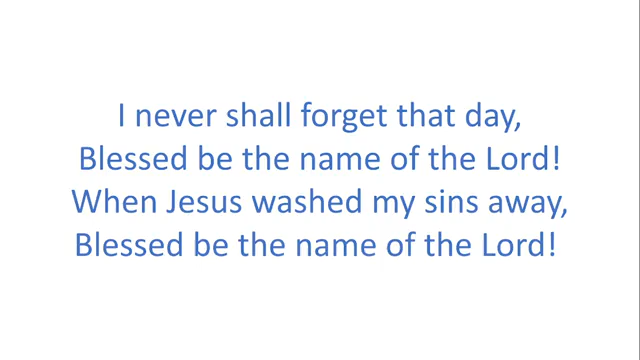 I never shall forget that day,
Blessed be the name of the Lord!
When Jesus washed my sins away,
Blessed be the name of the Lord!